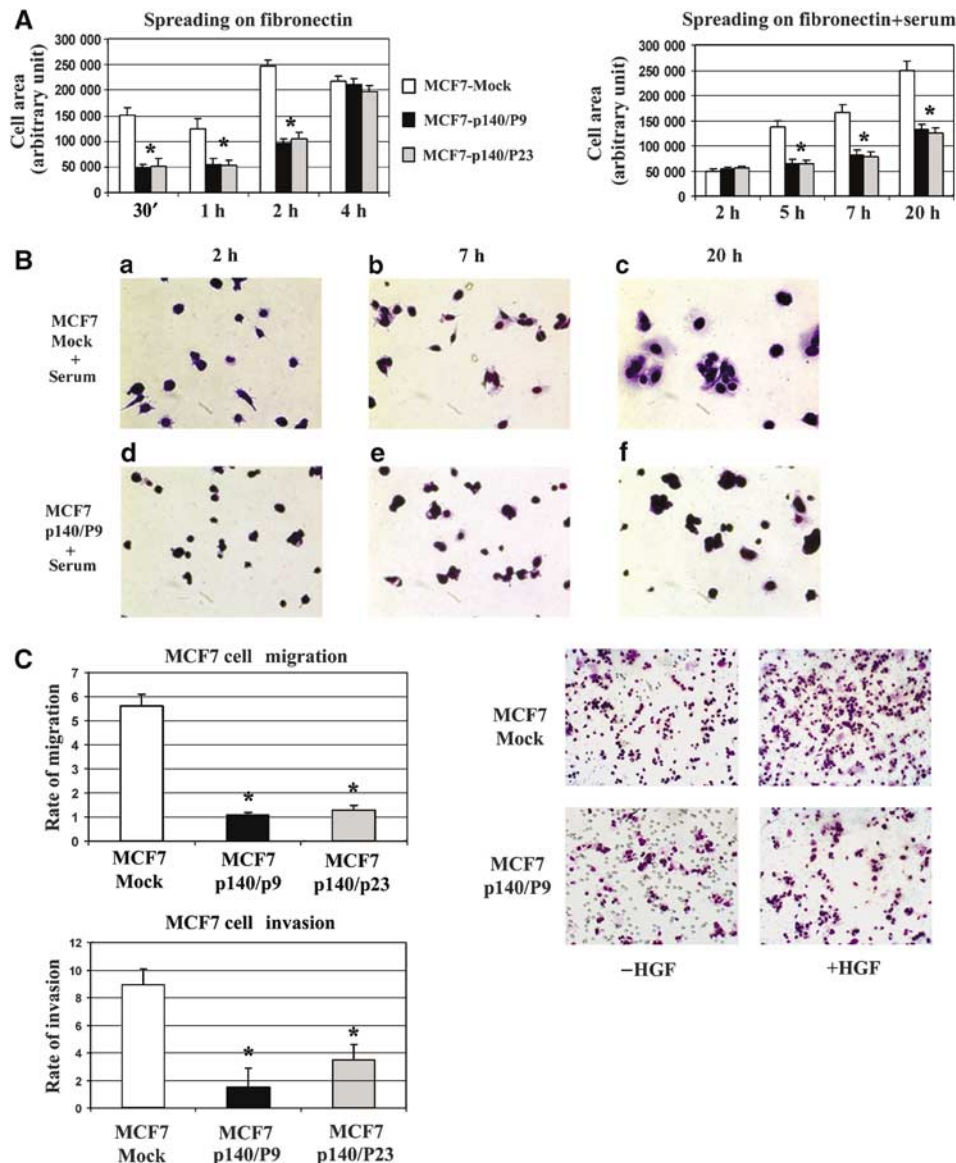 A
Spreading on fibronectin
Cell area
(arbitrary unit)
300 000
250 000
200 000
150 000
100 000
50 000
0
*
*
*
30′
1 h
2 h
4 h
MCF7-Mock
MCF7-p140/P9
MCF7-p140/P23
Spreading on fibronectin+serum
Cell area
(arbitrary unit)
300 000
250 000
200 000
150 000
100 000
50 000
0
*
*
*
2 h
5 h
7 h
20 h
B
2 h
7 h
20 h
a
b
c
MCF7
Mock
+
Serum
d
e
f
MCF7
p140/P9
+
Serum
C
MCF7 cell migration
Rate of migration
7
6
5
4
3
2
1
0
*
*
MCF7
Mock
MCF7
p140/p9
MCF7
p140/p23
MCF7 cell invasion
Rate of invasion
12
10
8
6
4
2
0
*
*
MCF7
Mock
MCF7
p140/P9
MCF7
p140/P23
MCF7
Mock
MCF7
p140/P9
−HGF
+HGF